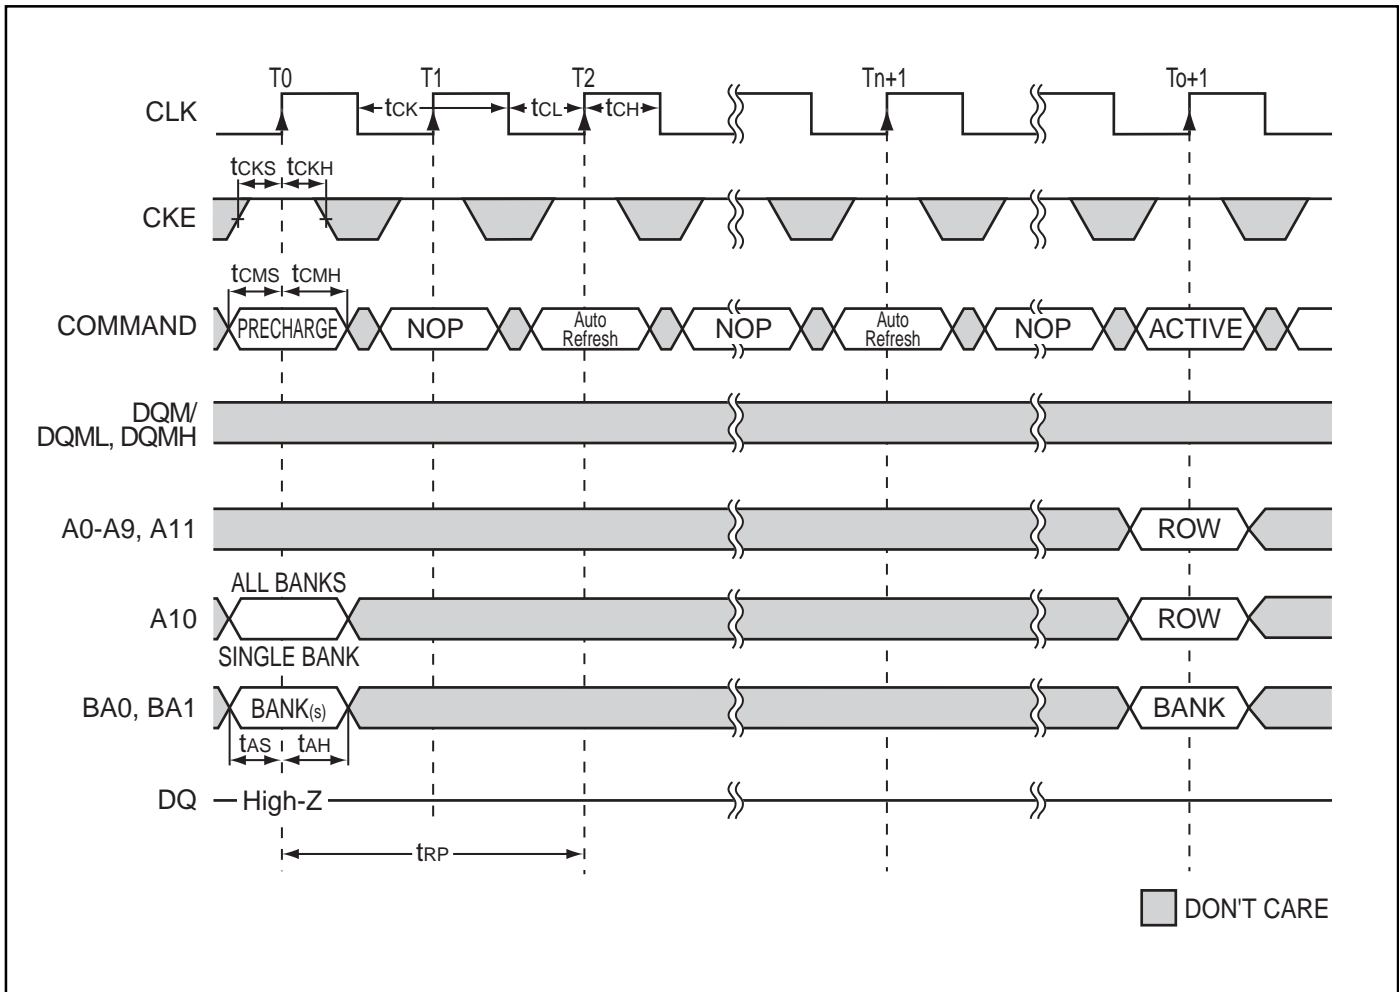 T0 T1 T2 Tn+1 To+1
CLK tCK tCL tCH
tCKS tCKH
CKE
tCMS tCMH
COMMAND PRECHARGE NOP Auto Refresh NOP Auto Refresh NOP ACTIVE
DQM/
DQML, DQMH
A0-A9, A11 ROW
ALL BANKS
A10 ROW
SINGLE BANK
BA0, BA1 BANK(s) BANK
tAS tAH
DQ High-Z
tRP
DON'T CARE